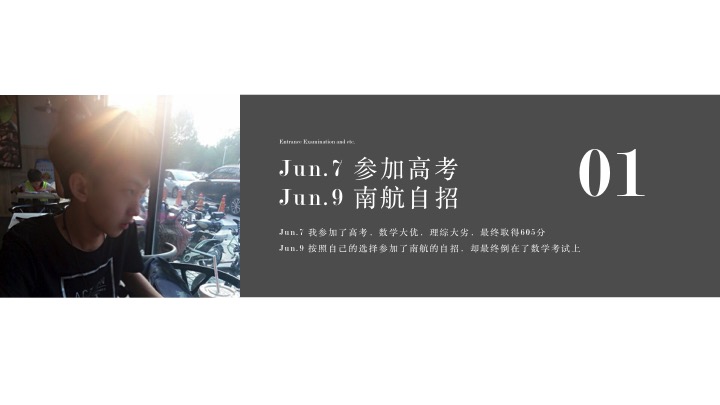 Entrance Examination and etc.
Jun.7 参加高考
Jun.9 南航自招
01
Jun.7 我参加了高考，数学大优，理综大劣，最终取得605分
Jun.9 按照自己的选择参加了南航的自招，却最终倒在了数学考试上